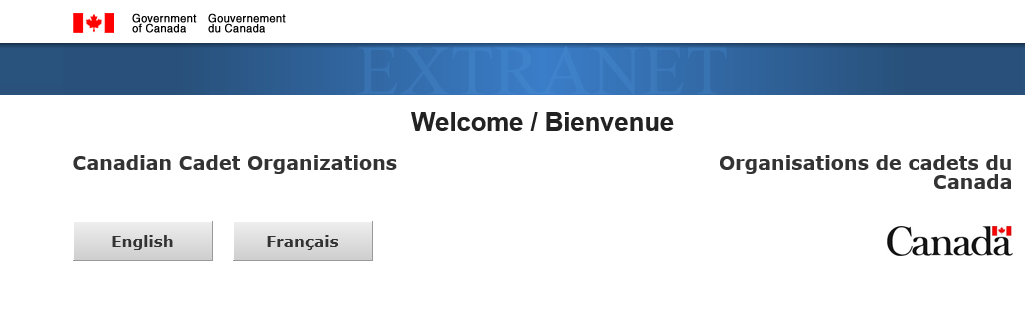 Government Gouvernement
of Canada du Canada
EXTRANET
Welcome / Bienvenue
Canadian Cadet Organizations
Organisations de cadets du
Canada
English
Français
Canada